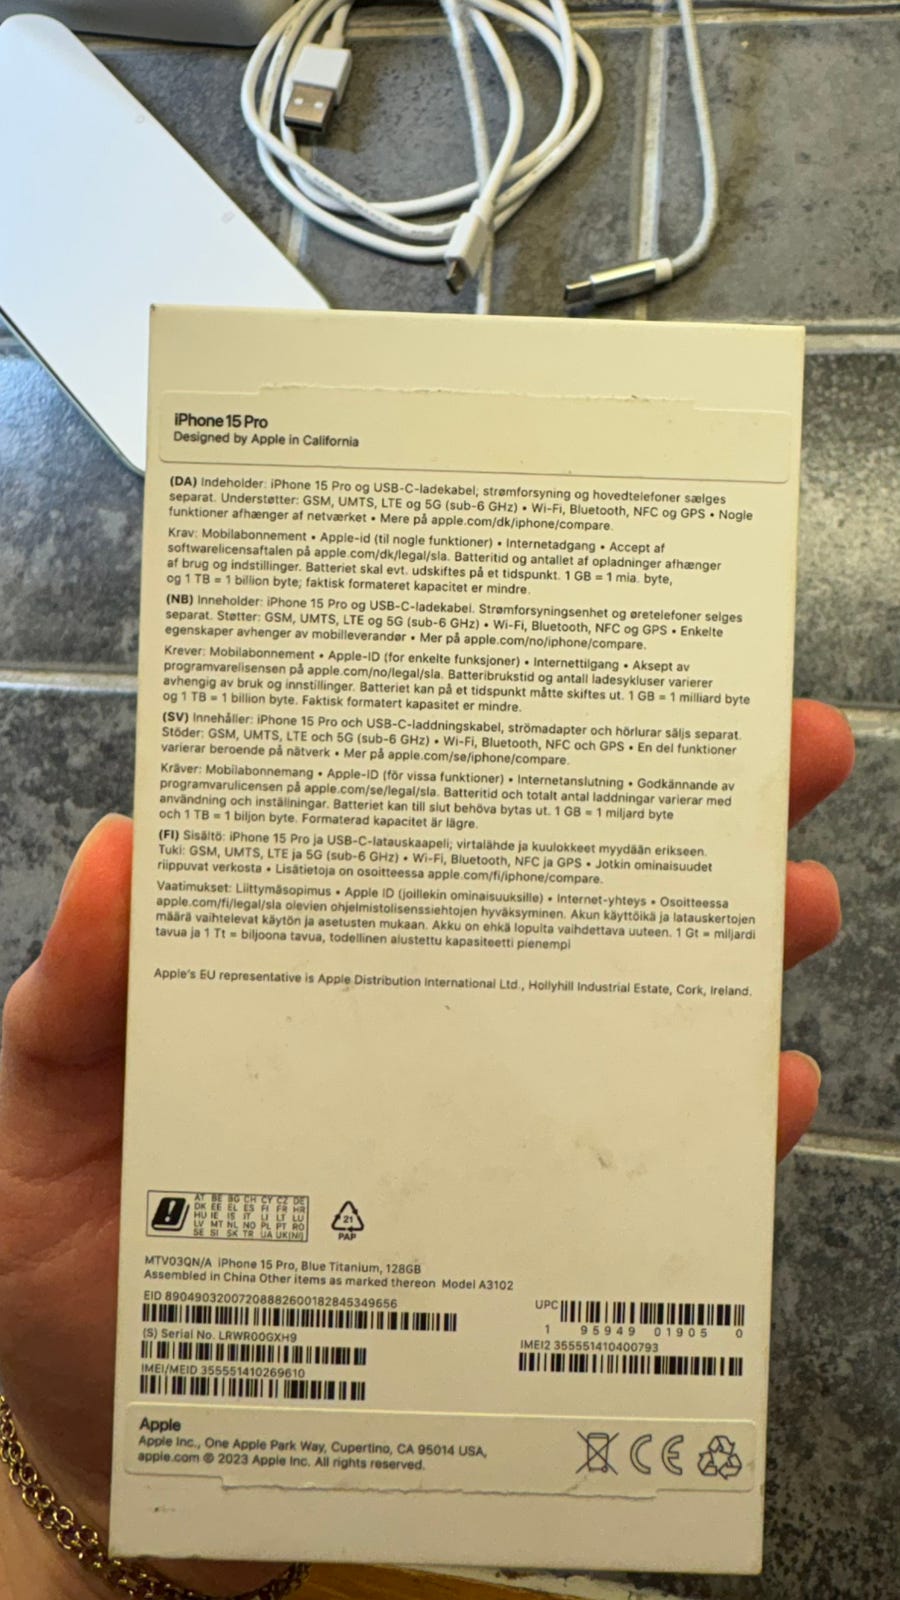 iPhone 15 Pro
Designed by Apple in California
(DA) Indeholder: iPhone 15 Pro og USB-C-ladekabel; strømforsyning og hovedtelefoner sælges
separat. Understøtter: GSM, UMTS, LTE og 5G (sub-6 GHz) • Wi-Fi, Bluetooth, NFC og GPS • Nogle
funktioner afhænger af netværket • Mere på apple.com/dk/iphone/compare.
Krav: Mobilabonnement • Apple-id (til nogle funktioner) • Internetadgang • Accept af
softwarelicensaftalen på apple.com/dk/legal/sla. Batteritid og antallet af opladninger afhænger
af brug og indstillinger. Batteriet skal evt. udskiftes på et tidspunkt. 1 GB = 1 mia. byte,
og 1 TB = 1 billion byte; faktisk formateret kapacitet er mindre.
(NB) Inneholder: iPhone 15 Pro og USB-C-ladekabel. Strømforsyningsenhet og øretelefoner selges
separat. Støtter: GSM, UMTS, LTE og 5G (sub-6 GHz) • Wi-Fi, Bluetooth, NFC og GPS • Enkelte
egenskaper avhenger av mobilleverandør • Mer på apple.com/no/iphone/compare.
Krever: Mobilabonnement • Apple-ID (for enkelte funksjoner) • Internettilgang • Aksept av
programvarelisensen på apple.com/no/legal/sla. Batteribrukstid og antall ladesykluser varierer
avhengig av bruk og innstillinger. Batteriet kan på et tidspunkt måtte skiftes ut. 1 GB = 1 milliard byte
og 1 TB = 1 billion byte. Faktisk formatert kapasitet er mindre.
(SV) Innehåller: iPhone 15 Pro och USB-C-laddningskabel, strömadapter och hörlurar säljs separat.
Stöder: GSM, UMTS, LTE och 5G (sub-6 GHz) • Wi-Fi, Bluetooth, NFC och GPS • En del funktioner
varierar beroende på nätverk • Mer på apple.com/se/iphone/compare.
Kräver: Mobilabonnemang • Apple-ID (för vissa funktioner) • Internetanslutning • Godkännande av
programvarulicensen på apple.com/se/legal/sla. Batteritid och totalt antal laddningar varierar med
användning och inställningar. Batteriet kan till slut behöva bytas ut. 1 GB = 1 miljard byte
och 1 TB = 1 biljon byte. Formaterad kapacitet är lägre.
(FI) Sisältö: iPhone 15 Pro ja USB-C-latauskaapeli; virtalähde ja kuulokkeet myydään erikseen.
Tuki: GSM, UMTS, LTE ja 5G (sub-6 GHz) • Wi-Fi, Bluetooth, NFC ja GPS • Jotkin ominaisuudet
riippuvat verkosta • Lisätietoja on osoitteessa apple.com/fi/iphone/compare.
Vaatimukset: Liittymäsopimus • Apple ID (joillekin ominaisuuksille) • Internet-yhteys • Osoitteessa
apple.com/fi/legal/sla olevien ohjelmistolisenssiehtojen hyväksyminen. Akun käyttöikä ja latauskertojen
määrä vaihtelevat käytön ja asetusten mukaan. Akku on ehkä lopulta vaihdettava uuteen. 1 Gt = miljardi
tavua ja 1 Tt = biljoona tavua, todellinen alustettu kapasiteetti pienempi
Apple's EU representative is Apple Distribution International Ltd., Hollyhill Industrial Estate, Cork, Ireland.
AT BE BG CH CY CZ DE
DK EE EL ES FI FR HR
HU IE IS IT LI LT LU
LV MT NL NO PL PT RO
SE SI SK TR UA UK(NI)
21
PAP
MTV03QN/A iPhone 15 Pro, Blue Titanium, 128GB
Assembled in China Other items as marked thereon Model A3102
EID 89049032007208882600182845349656
UPC
1 95949 01905 0
(S) Serial No. LRWR00GXH9
IMEI2 355551410400793
IMEI/MEID 355551410269610
Apple
Apple Inc., One Apple Park Way, Cupertino, CA 95014 USA,
apple.com © 2023 Apple Inc. All rights reserved.
CE